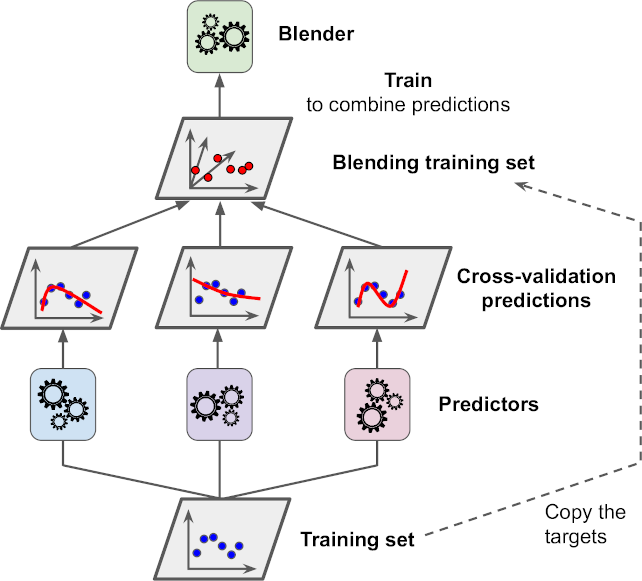 Blender
Train
to combine predictions
Blending training set
Cross-validation
predictions
Predictors
Training set
Copy the
targets